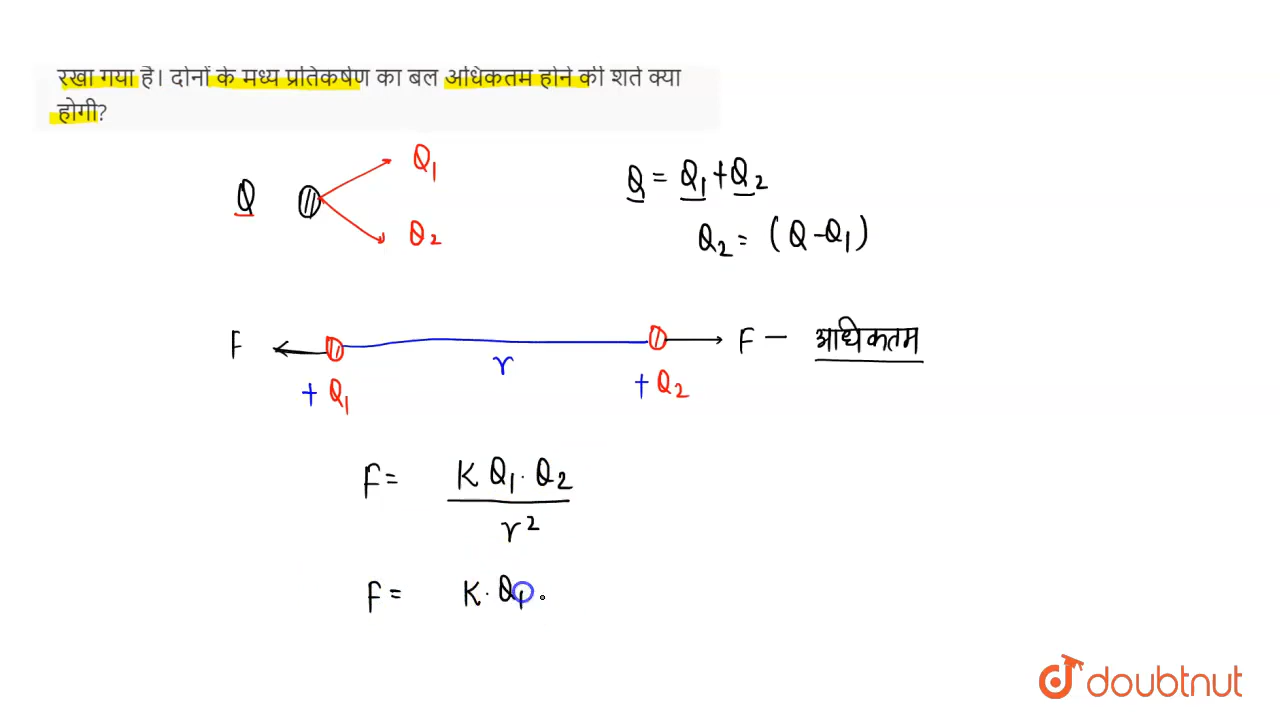 रखा गया है। दोनों के मध्य प्रतिकर्षण का बल अधिकतम होने की शर्त क्या
होगी?
Q Q1
Q2
Q = Q1 + Q2
Q2 = (Q - Q1)
F r F - अधिकतम
+ Q1 + Q2
F = K Q1 . Q2
r2
F = K . Q1 .
doubtnut